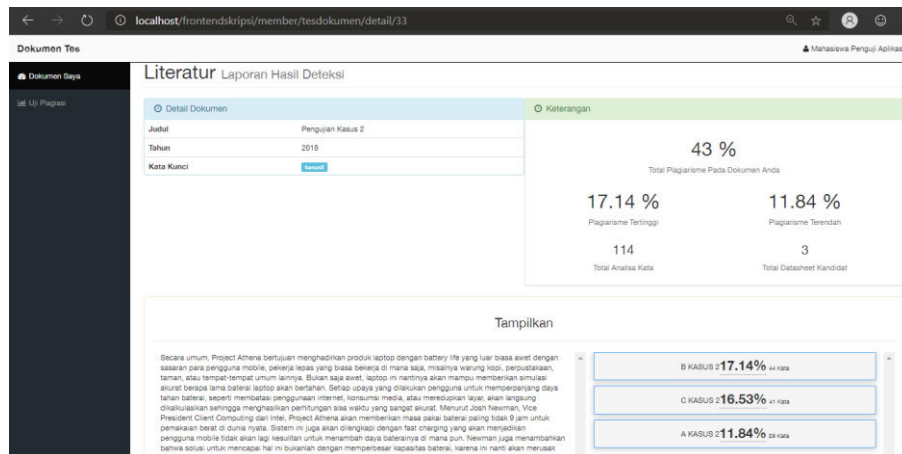 localhost/frontendskripsi/member/tesdokumen/detail/33
Dokumen Tes
Mahasiswa Penguji Aplikas
Dokumen Saya
Uji Plagiasi
Literatur Laporan Hasil Deteksi
Detail Dokumen
Judul Pengujian Kasus 2
Tahun 2018
Kata Kunci kasus2
Keterangan
43 %
Total Plagiarisme Pada Dokumen Anda
17.14 % 11.84 %
Plagiarisme Tertinggi Plagiarisme Terendah
114 3
Total Analisa Kata Total Datasheet Kandidat
Tampilkan
Secara umum, Project Athena bertujuan menghadirkan produk laptop dengan battery life yang luar biasa awet dengan
sasaran para pengguna mobile, pekerja lepas yang biasa bekerja di mana saja, misalnya warung kopi, perpustakaan,
taman, atau tempat-tempat umum lainnya. Bukan saja awet, laptop ini nantinya akan mampu memberikan simulasi
akurat berapa lama baterai laptop akan bertahan. Setiap upaya yang dilakukan pengguna untuk memperpanjang daya
tahan baterai, seperti membatasi penggunaan internet, konsumsi media, atau meredupkan layar, akan langsung
dikalkulasikan sehingga menghasilkan perhitungan sisa waktu yang sangat akurat. Menurut Josh Newman, Vice
President Client Computing dari Intel, Project Athena akan memberikan masa pakai baterai paling tidak 9 jam untuk
pemakaian berat di dunia nyata. Sistem ini juga akan dilengkapi dengan fast charging yang akan menjadikan
pengguna mobile tidak akan lagi kesulitan untuk menambah daya baterainya di mana pun. Newman juga menambahkan
bahwa solusi untuk mencapai hal ini bukanlah dengan memperbesar kapasitas baterai, karena ini nanti akan merusak
B KASUS 2 17.14% 44 Kata
C KASUS 2 16.53% 41 Kata
A KASUS 2 11.84% 29 Kata